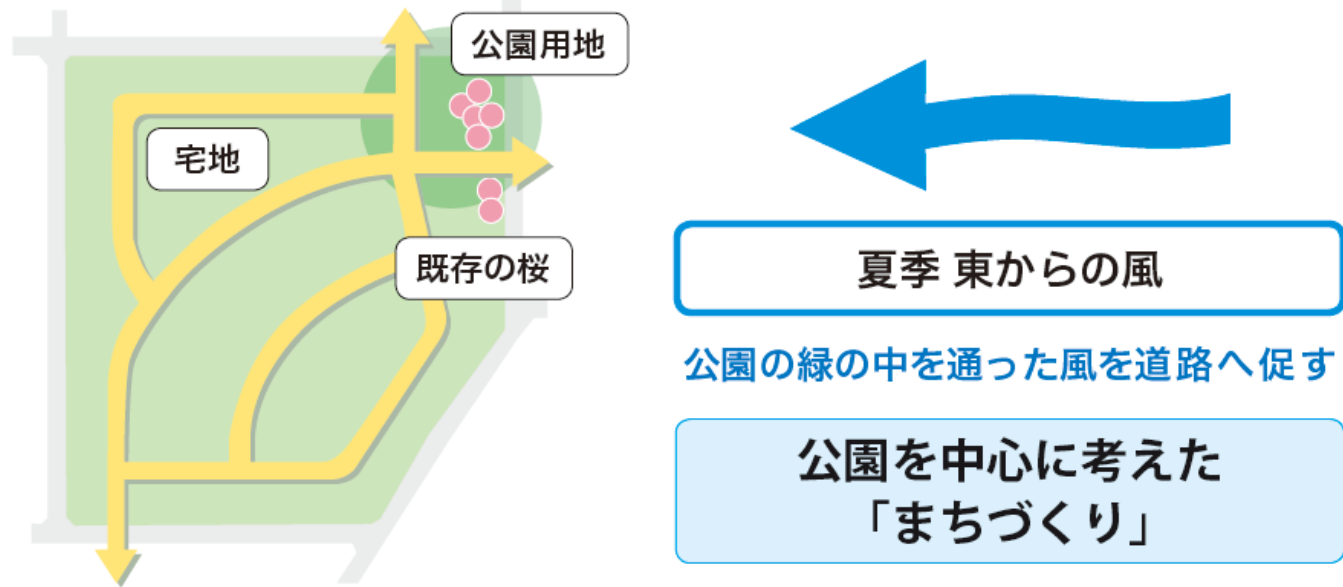 公園用地
宅地
既存の桜
夏季 東からの風
公園の緑の中を通った風を道路へ促す
公園を中心に考えた
「まちづくり」